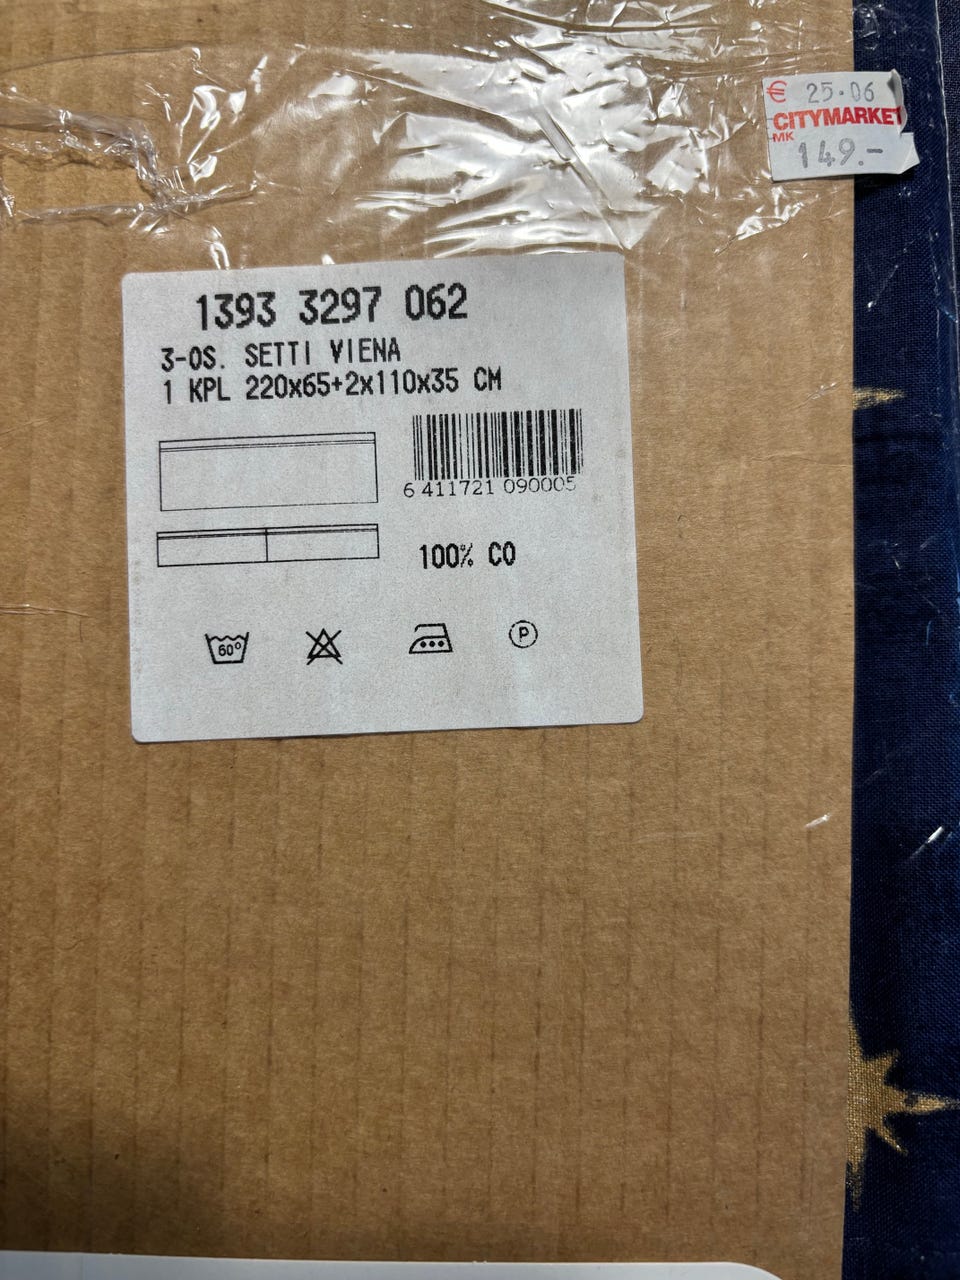 € 25.06
CITYMARKET
MK
149.-
1393 3297 062
3-OS. SETTI VIENA
1 KPL 220x65+2x110x35 CM
6 411721 090005
100% CO
60°
P